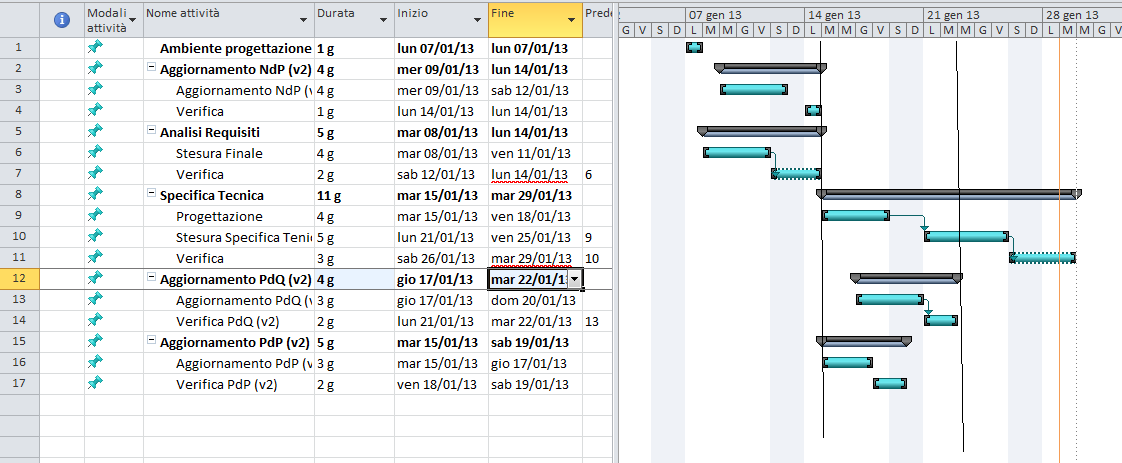 Modali attività Nome attività Durata Inizio Fine Prede
07 gen 13 14 gen 13 21 gen 13 28 gen 13
G V S D L M M G V S D L M M G V S D L M M G V S D L M M G V
1 Ambiente progettazione 1 g lun 07/01/13 lun 07/01/13
2 Aggiornamento NdP (v2) 4 g mer 09/01/13 lun 14/01/13
3 Aggiornamento NdP (v 4 g mer 09/01/13 sab 12/01/13
4 Verifica 1 g lun 14/01/13 lun 14/01/13
5 Analisi Requisiti 5 g mar 08/01/13 lun 14/01/13
6 Stesura Finale 4 g mar 08/01/13 ven 11/01/13
7 Verifica 2 g sab 12/01/13 lun 14/01/13 6
8 Specifica Tecnica 11 g mar 15/01/13 mar 29/01/13
9 Progettazione 4 g mar 15/01/13 ven 18/01/13
10 Stesura Specifica Teni 5 g lun 21/01/13 ven 25/01/13 9
11 Verifica 3 g sab 26/01/13 mar 29/01/13 10
12 Aggiornamento PdQ (v2) 4 g gio 17/01/13 mar 22/01/1
13 Aggiornamento PdQ (v 3 g gio 17/01/13 dom 20/01/13
14 Verifica PdQ (v2) 2 g lun 21/01/13 mar 22/01/13 13
15 Aggiornamento PdP (v2) 5 g mar 15/01/13 sab 19/01/13
16 Aggiornamento PdP (v 3 g mar 15/01/13 gio 17/01/13
17 Verifica PdP (v2) 2 g ven 18/01/13 sab 19/01/13